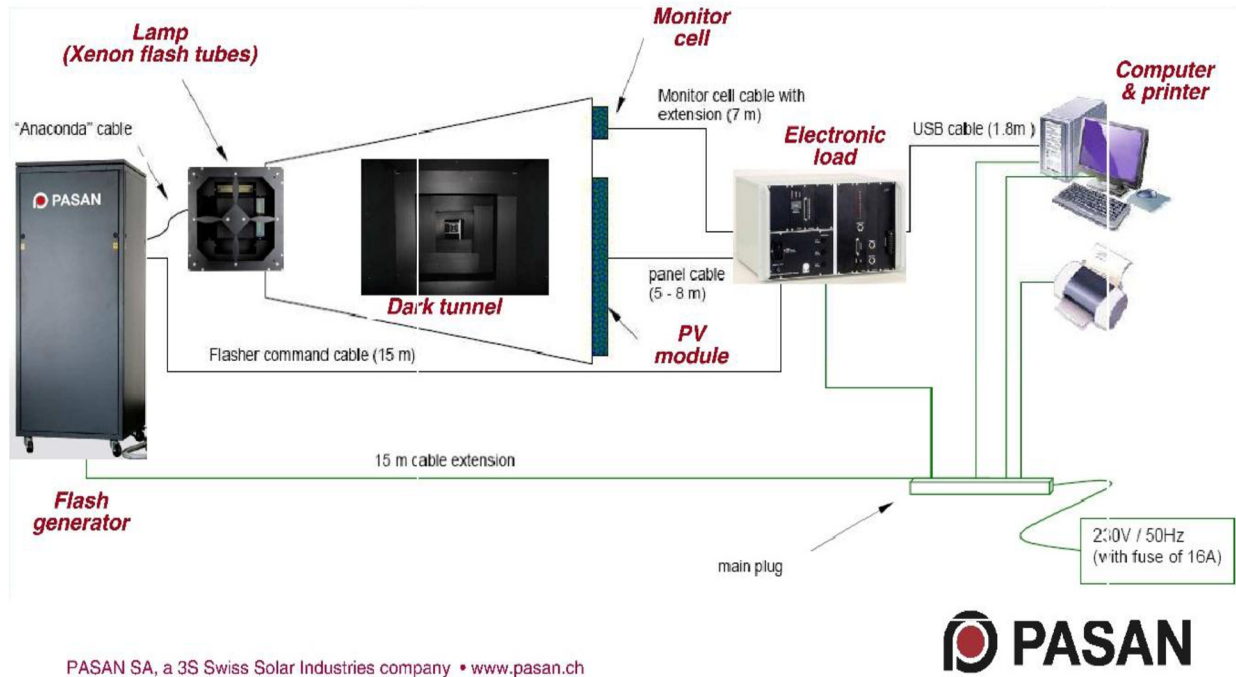 Lamp
(Xenon flash tubes)
Monitor
cell
Computer
& printer
"Anaconda" cable
Monitor cell cable with
extension (7 m)
Electronic
load
USB cable (1.8m )
PASAN
Dark tunnel
panel cable
(5 - 8 m)
PV
module
Flasher command cable (15 m)
15 m cable extension
Flash
generator
main plug
230V / 50Hz
(with fuse of 16A)
PASAN
PASAN SA, a 3S Swiss Solar Industries company • www.pasan.ch